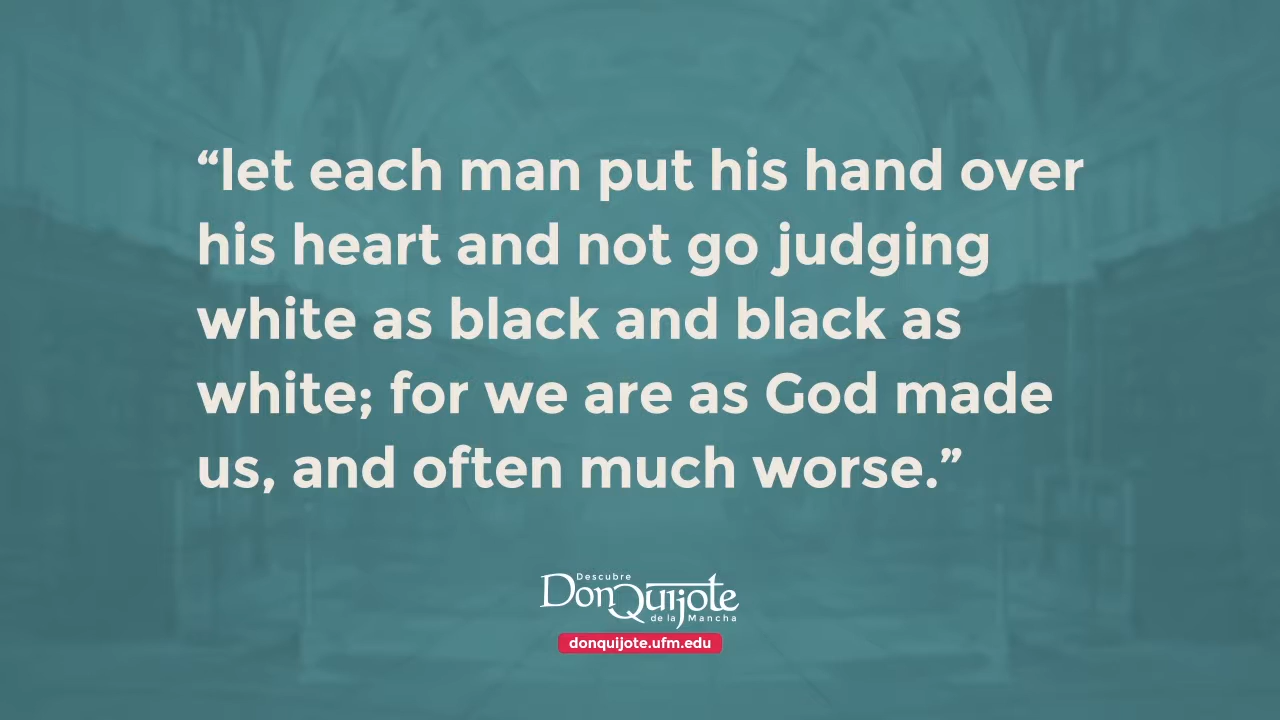 “let each man put his hand over
his heart and not go judging
white as black and black as
white; for we are as God made
us, and often much worse.”
Descubre
Don Quijote
de la Mancha
donquijote.ufm.edu